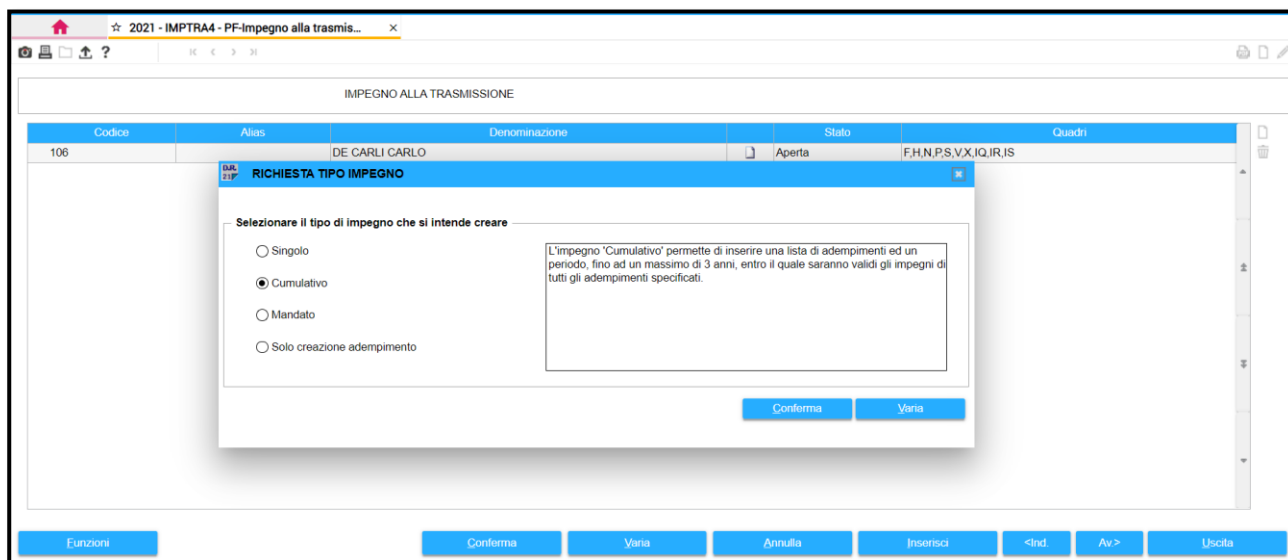 ☆ 2021 - IMPTRA4 - PF-Impegno alla trasmis... ×
?
IMPEGNO ALLA TRASMISSIONE
Codice Alias Denominazione Stato Quadri
106 DE CARLI CARLO Aperta F,H,N,P,S,V,X,IQ,IR,IS
RICHIESTA TIPO IMPEGNO
Selezionare il tipo di impegno che si intende creare
Singolo
Cumulativo
Mandato
Solo creazione adempimento
L'impegno 'Cumulativo' permette di inserire una lista di adempimenti ed un
periodo, fino ad un massimo di 3 anni, entro il quale saranno validi gli impegni di
tutti gli adempimenti specificati.
Conferma Varia
Funzioni Conferma Varia Annulla Inserisci <Ind. Av.> Uscita